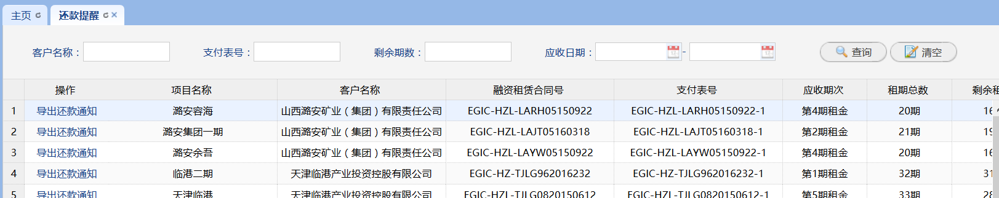 主页 还款提醒
客户名称： 支付表号： 剩余期数： 应收日期： - 查询 清空
操作 项目名称 客户名称 融资租赁合同号 支付表号 应收期次 租期总数 剩余租
1 导出还款通知 潞安容海 山西潞安矿业（集团）有限责任公司 EGIC-HZL-LARH05150922 EGIC-HZL-LARH05150922-1 第4期租金 20期 16
2 导出还款通知 潞安集团一期 山西潞安矿业（集团）有限责任公司 EGIC-HZL-LAJT05160318 EGIC-HZL-LAJT05160318-1 第2期租金 21期 19
3 导出还款通知 潞安余吾 山西潞安矿业（集团）有限责任公司 EGIC-HZL-LAYW05150922 EGIC-HZL-LAYW05150922-1 第4期租金 20期 16
4 导出还款通知 临港二期 天津临港产业投资控股有限公司 EGIC-HZ-TJLG962016232 EGIC-HZ-TJLG962016232-1 第1期租金 32期 31
5 导出还款通知 天津临港 天津临港产业投资控股有限公司 EGIC-HZL-TJLG0820150612 EGIC-HZL-TJLG0820150612-1 第5期租金 33期 28